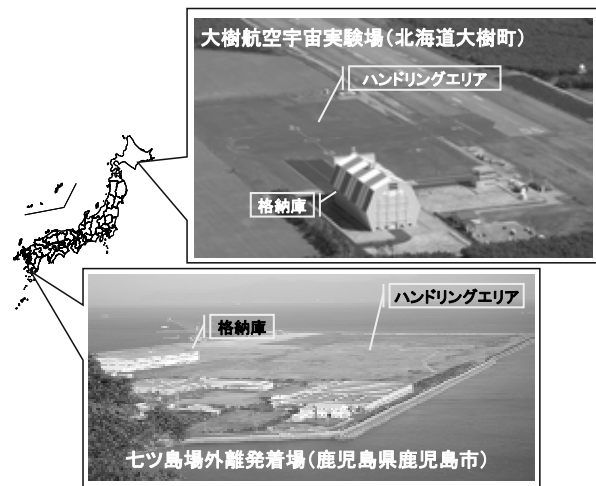 大樹航空宇宙実験場(北海道大樹町)
ハンドリングエリア
格納庫
ハンドリングエリア
格納庫
七ツ島場外離発着場(鹿児島県鹿児島市)